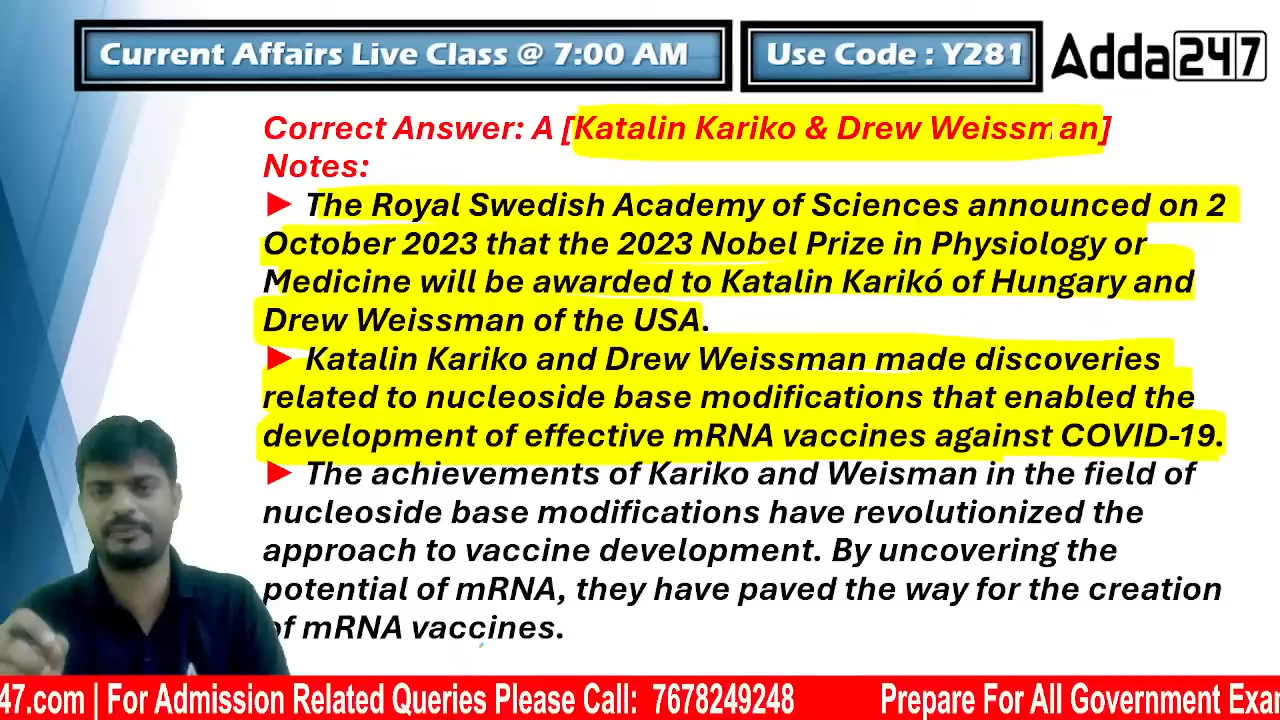 Current Affairs Live Class @ 7:00 AM
Use Code : Y281
Adda247
Correct Answer: A [Katalin Kariko & Drew Weissman]
Notes:
► The Royal Swedish Academy of Sciences announced on 2
October 2023 that the 2023 Nobel Prize in Physiology or
Medicine will be awarded to Katalin Karikó of Hungary and
Drew Weissman of the USA.
► Katalin Kariko and Drew Weissman made discoveries
related to nucleoside base modifications that enabled the
development of effective mRNA vaccines against COVID-19.
► The achievements of Kariko and Weisman in the field of
nucleoside base modifications have revolutionized the
approach to vaccine development. By uncovering the
potential of mRNA, they have paved the way for the creation
of mRNA vaccines.
47.com | For Admission Related Queries Please Call: 7678249248 Prepare For All Government Exa